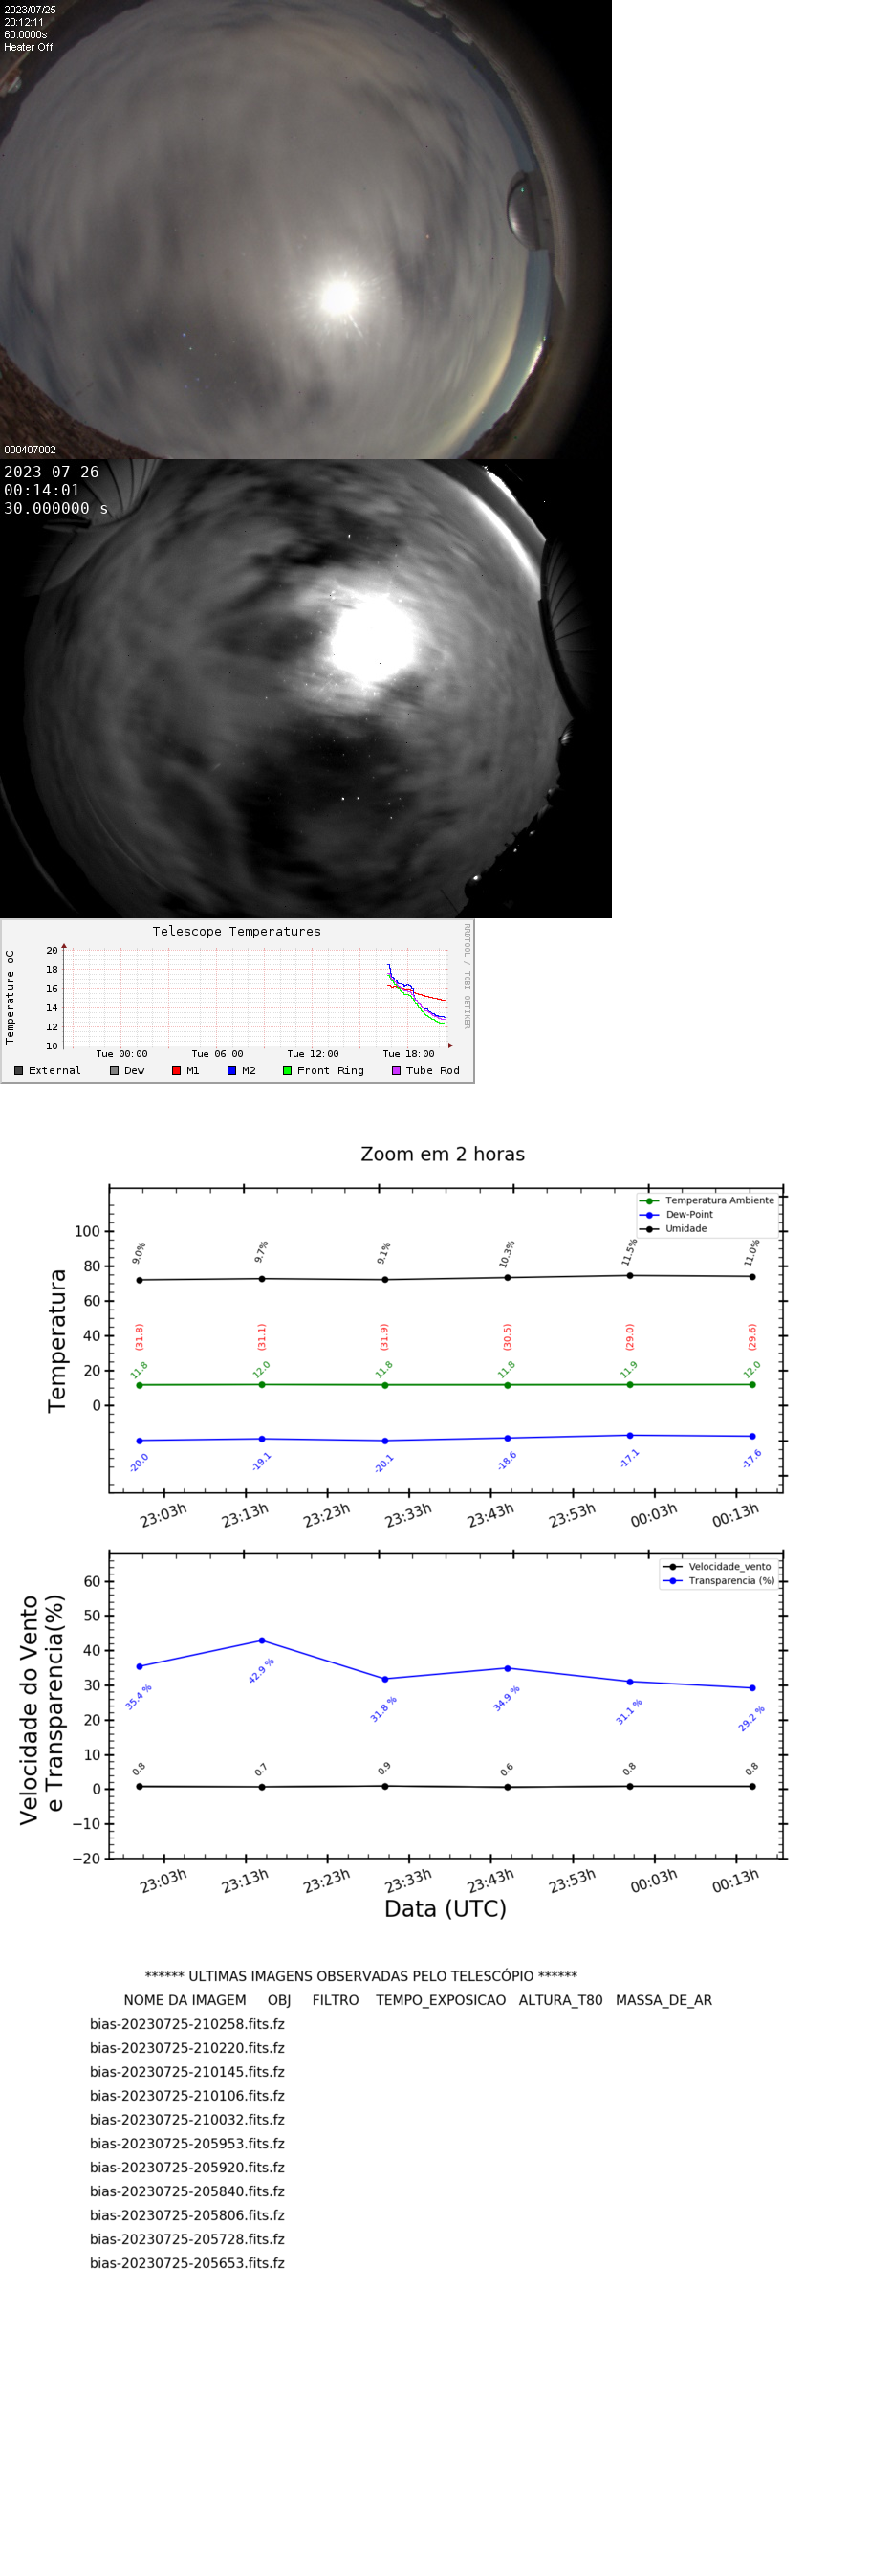 2023/07/25
20:12:11
60.0000s
Heater Off
000407002
2023-07-26
00:14:01
30.000000 s
Telescope Temperatures
RRDTOOL / TOBI OETIKER
Temperature oC
20
18
16
14
12
10
Tue 00:00 Tue 06:00 Tue 12:00 Tue 18:00
External Dew M1 M2 Front Ring Tube Rod
Zoom em 2 horas
Temperatura Ambiente
Dew-Point
Umidade
Temperatura
100
80
60
40
20
0
9.0% 9.7% 9.1% 10.3% 11.5% 11.0%
(31.8) (31.1) (31.9) (30.5) (29.0) (29.6)
11.8 12.0 11.8 11.8 11.9 12.0
-20.0 -19.1 -20.1 -18.6 -17.1 -17.6
23:03h 23:13h 23:23h 23:33h 23:43h 23:53h 00:03h 00:13h
Velocidade_vento
Transparencia (%)
Velocidade do Vento
e Transparencia(%)
60
50
40
30
20
10
0
−10
−20
35.4 % 42.9 % 31.8 % 34.9 % 31.1 % 29.2 %
0.8 0.7 0.9 0.6 0.8 0.8
23:03h 23:13h 23:23h 23:33h 23:43h 23:53h 00:03h 00:13h
Data (UTC)
****** ULTIMAS IMAGENS OBSERVADAS PELO TELESCÓPIO ******
NOME DA IMAGEM OBJ FILTRO TEMPO_EXPOSICAO ALTURA_T80 MASSA_DE_AR
bias-20230725-210258.fits.fz
bias-20230725-210220.fits.fz
bias-20230725-210145.fits.fz
bias-20230725-210106.fits.fz
bias-20230725-210032.fits.fz
bias-20230725-205953.fits.fz
bias-20230725-205920.fits.fz
bias-20230725-205840.fits.fz
bias-20230725-205806.fits.fz
bias-20230725-205728.fits.fz
bias-20230725-205653.fits.fz